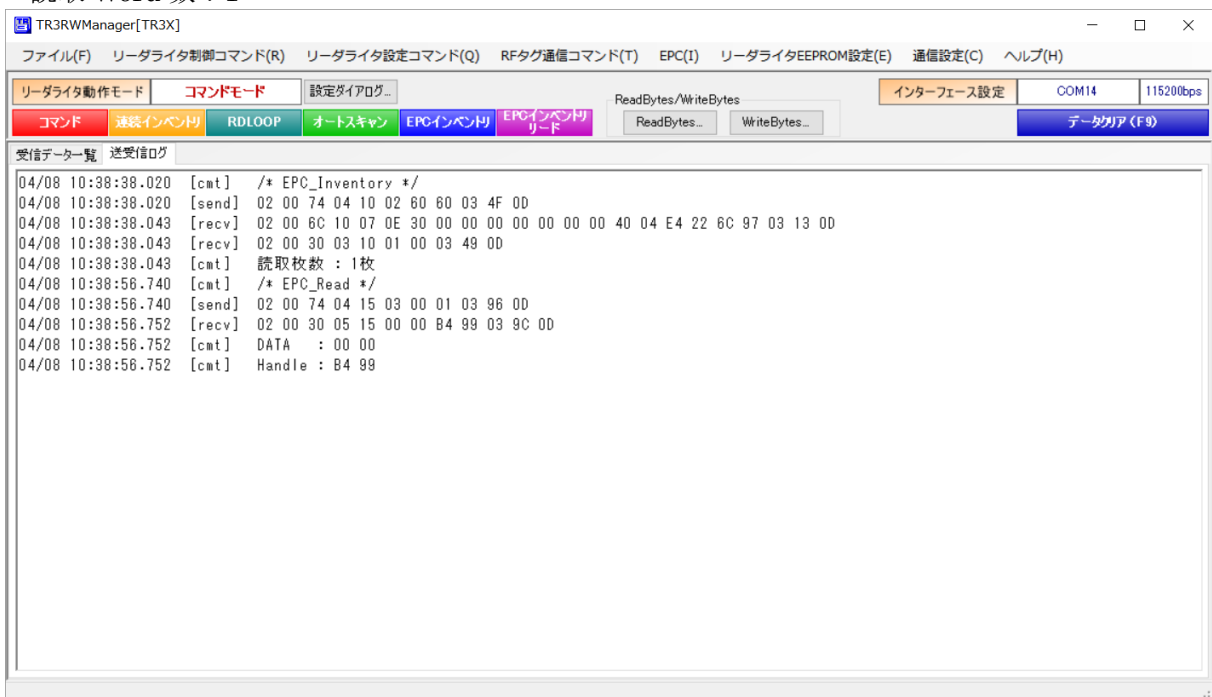 TR3RWManager[TR3X]
ファイル(F) リーダライタ制御コマンド(R) リーダライタ設定コマンド(Q) RFタグ通信コマンド(T) EPC(I) リーダライタEEPROM設定(E) 通信設定(C) ヘルプ(H)
リーダライタ動作モード コマンドモード 設定ダイアログ... ReadBytes/WriteBytes インターフェース設定 COM14 115200bps
コマンド 連続インベントリ RDLOOP オートスキャン EPCインベントリ EPCインベントリリード ReadBytes... WriteBytes... データクリア(F9)
受信データ一覧 送受信ログ
04/08 10:38:38.020 [cmt] /* EPC_Inventory */
04/08 10:38:38.020 [send] 02 00 74 04 10 02 60 60 03 4F 0D
04/08 10:38:38.043 [recv] 02 00 6C 10 07 0E 30 00 00 00 00 00 00 00 40 04 E4 22 6C 97 03 13 0D
04/08 10:38:38.043 [recv] 02 00 30 03 10 01 00 03 49 0D
04/08 10:38:38.043 [cmt] 読取枚数 : 1枚
04/08 10:38:56.740 [cmt] /* EPC_Read */
04/08 10:38:56.740 [send] 02 00 74 04 15 03 00 01 03 96 0D
04/08 10:38:56.752 [recv] 02 00 30 05 15 00 00 B4 99 03 9C 0D
04/08 10:38:56.752 [cmt] DATA : 00 00
04/08 10:38:56.752 [cmt] Handle : B4 99